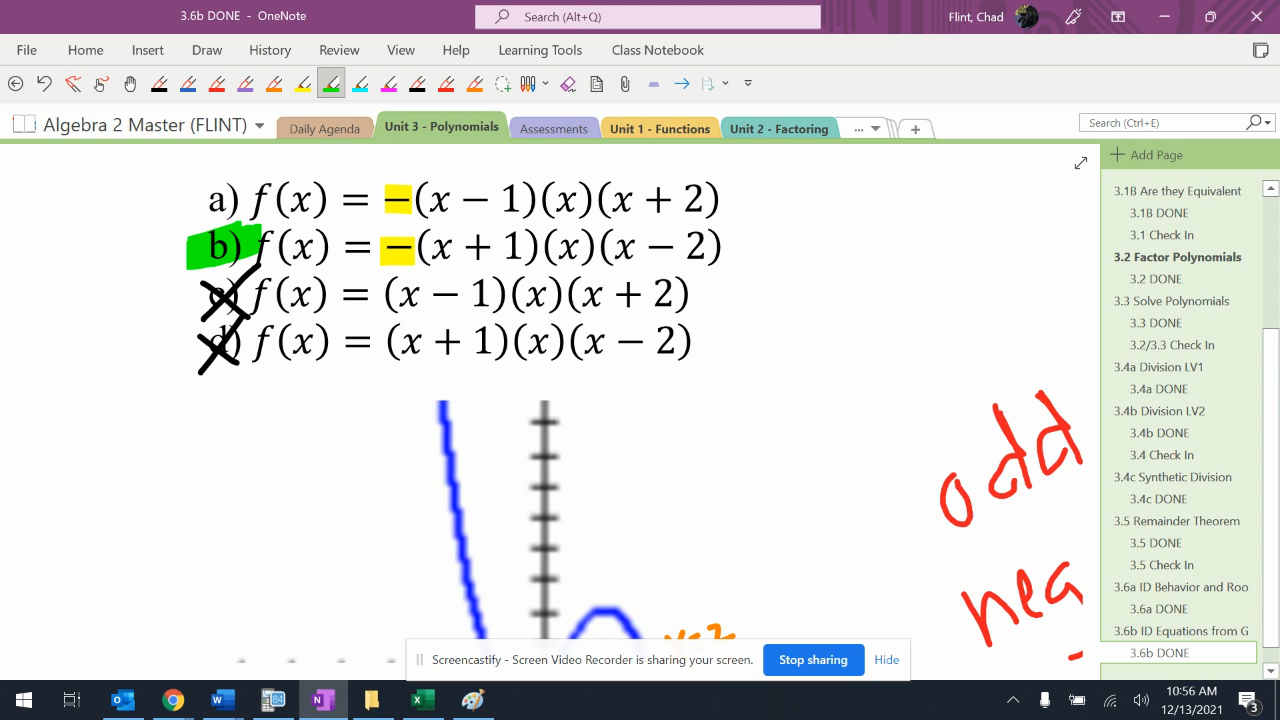 3.6b DONE - OneNote
Search (Alt+Q)
Flint, Chad
File Home Insert Draw History Review View Help Learning Tools Class Notebook
Algebra 2 Master (FLINT)
Daily Agenda
Unit 3 - Polynomials
Assessments
Unit 1 - Functions
Unit 2 - Factoring
...
Search (Ctrl+E)
Add Page
a) f(x) = −(x − 1)(x)(x + 2)
b) f(x) = −(x + 1)(x)(x − 2)
c) f(x) = (x − 1)(x)(x + 2)
d) f(x) = (x + 1)(x)(x − 2)
odd
neg
x=2
3.1B Are they Equivalent
3.1B DONE
3.1 Check In
3.2 Factor Polynomials
3.2 DONE
3.3 Solve Polynomials
3.3 DONE
3.2/3.3 Check In
3.4a Division LV1
3.4a DONE
3.4b Division LV2
3.4b DONE
3.4 Check In
3.4c Synthetic Division
3.4c DONE
3.5 Remainder Theorem
3.5 DONE
3.5 Check In
3.6a ID Behavior and Roo
3.6a DONE
3.6b ID Equations from G
3.6b DONE
Screencastify - Screen Video Recorder is sharing your screen.
Stop sharing
Hide
10:56 AM
12/13/2021
3